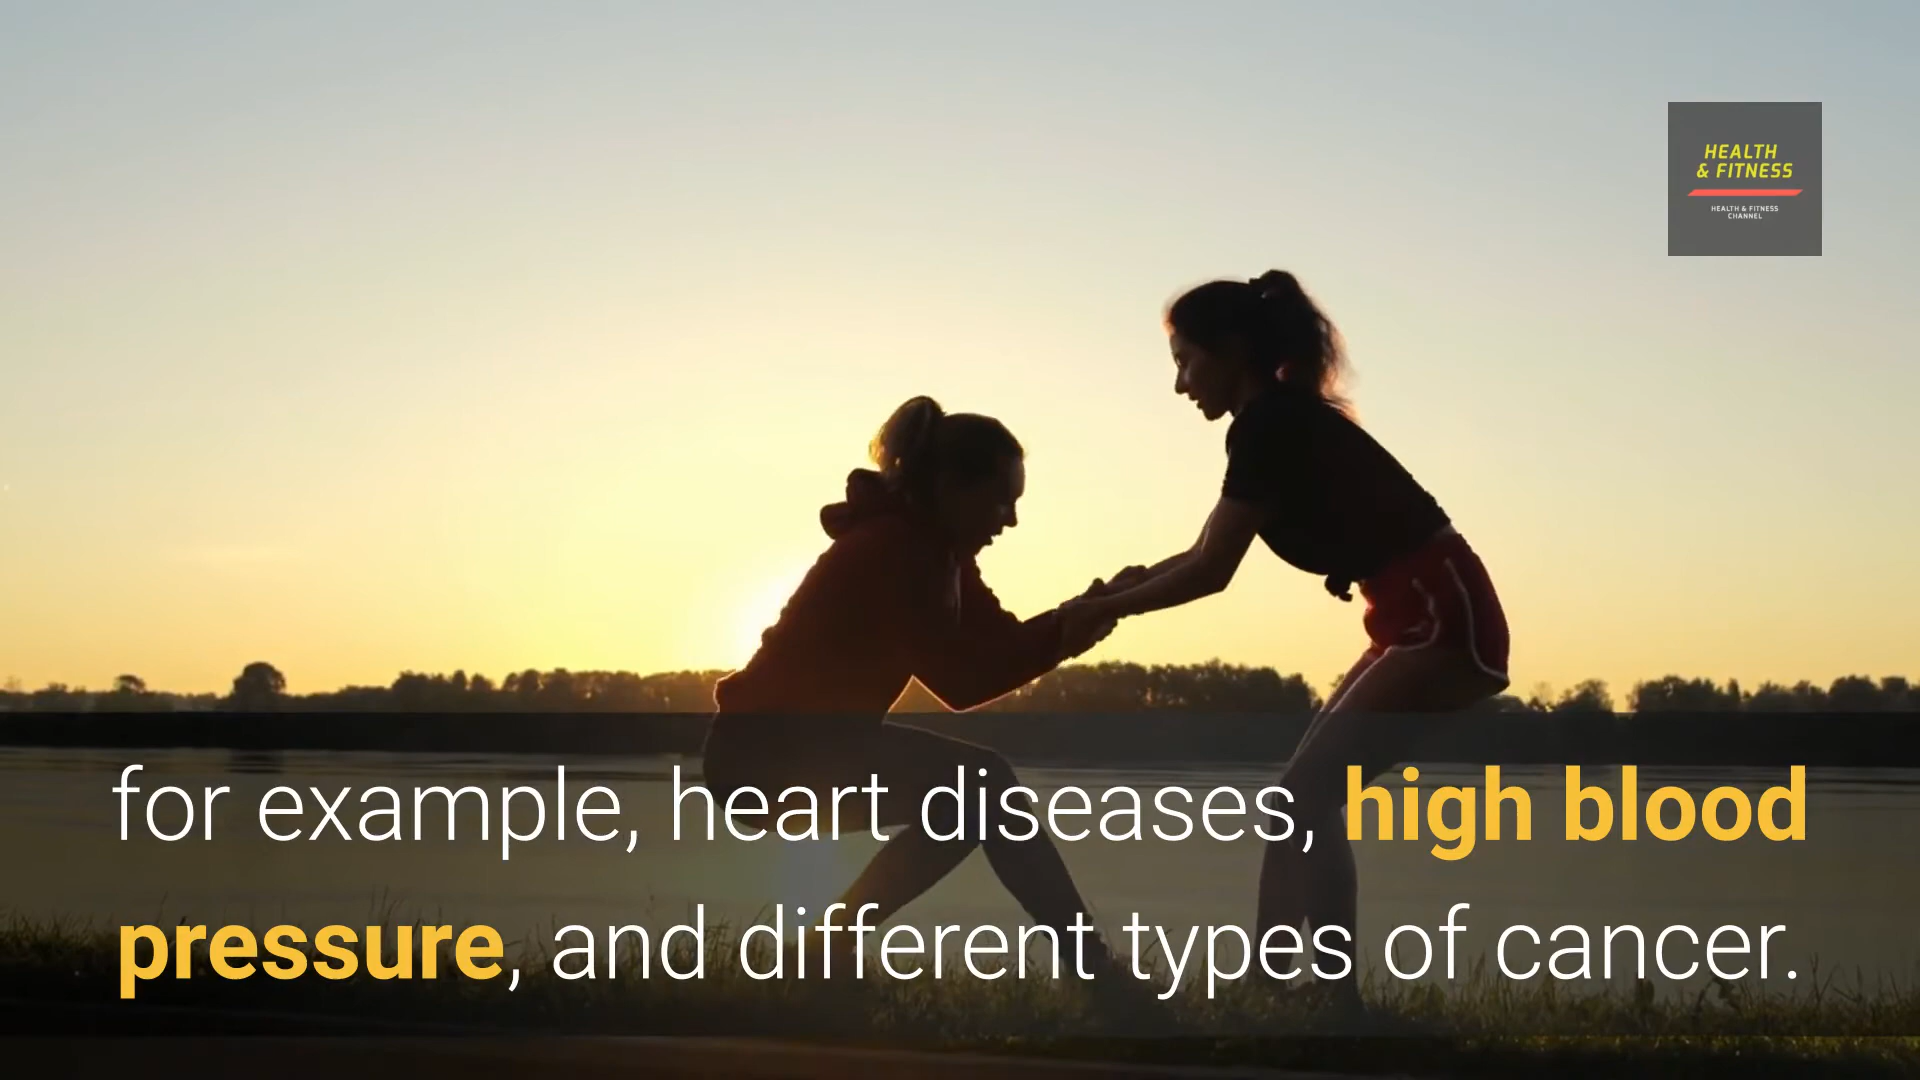 HEALTH
& FITNESS
HEALTH & FITNESS
CHANNEL
for example, heart diseases, high blood
pressure, and different types of cancer.